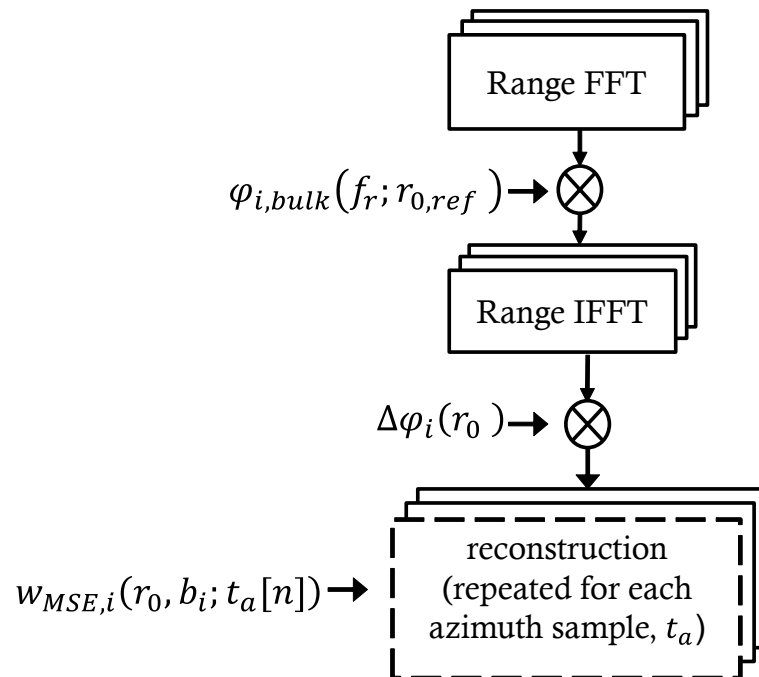 Range FFT
φ_{i,bulk}(f_r; r_{0,ref})
Range IFFT
Δφ_i(r_0)
reconstruction
(repeated for each
azimuth sample, t_a)
w_{MSE,i}(r_0, b_i; t_a[n])